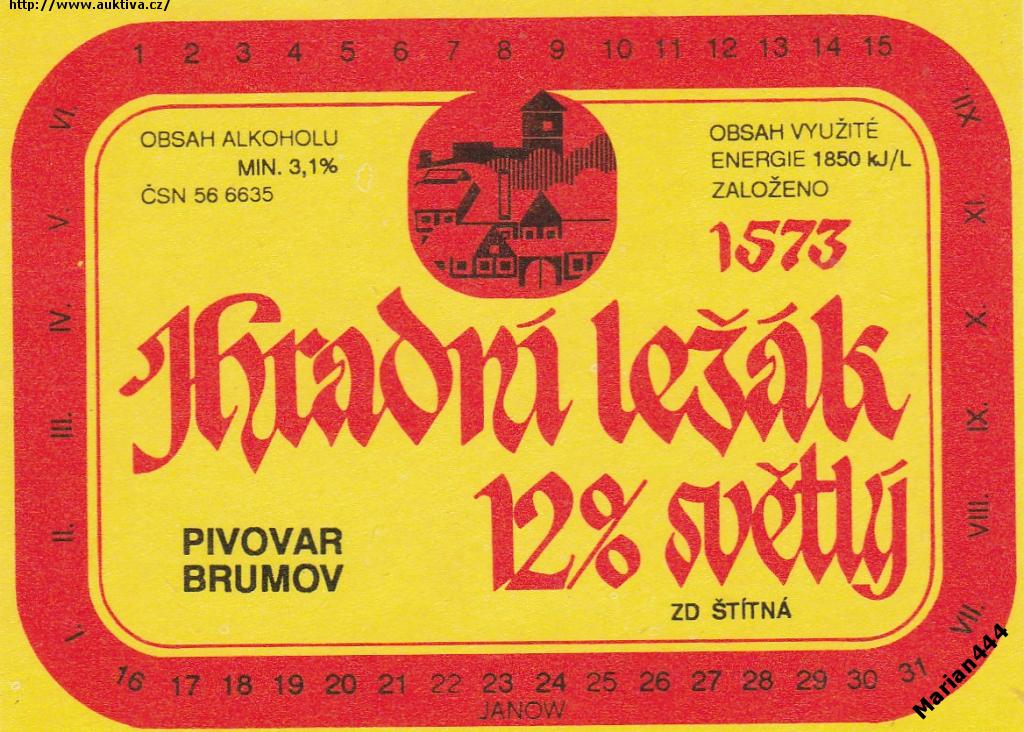 http://www.auktiva.cz/
1 2 3 4 5 6 7 8 9 10 11 12 13 14 15
OBSAH ALKOHOLU
MIN. 3,1%
ČSN 56 6635
OBSAH VYUŽITÉ
ENERGIE 1850 kJ/L
ZALOŽENO
1573
Hradní ležák
12% světlý
PIVOVAR
BRUMOV
ZD ŠTÍTNÁ
I. II. III. IV. V. VI.
XII. XI. X. IX. VIII. VII.
16 17 18 19 20 21 22 23 24 25 26 27 28 29 30 31
JANOW
Marian444